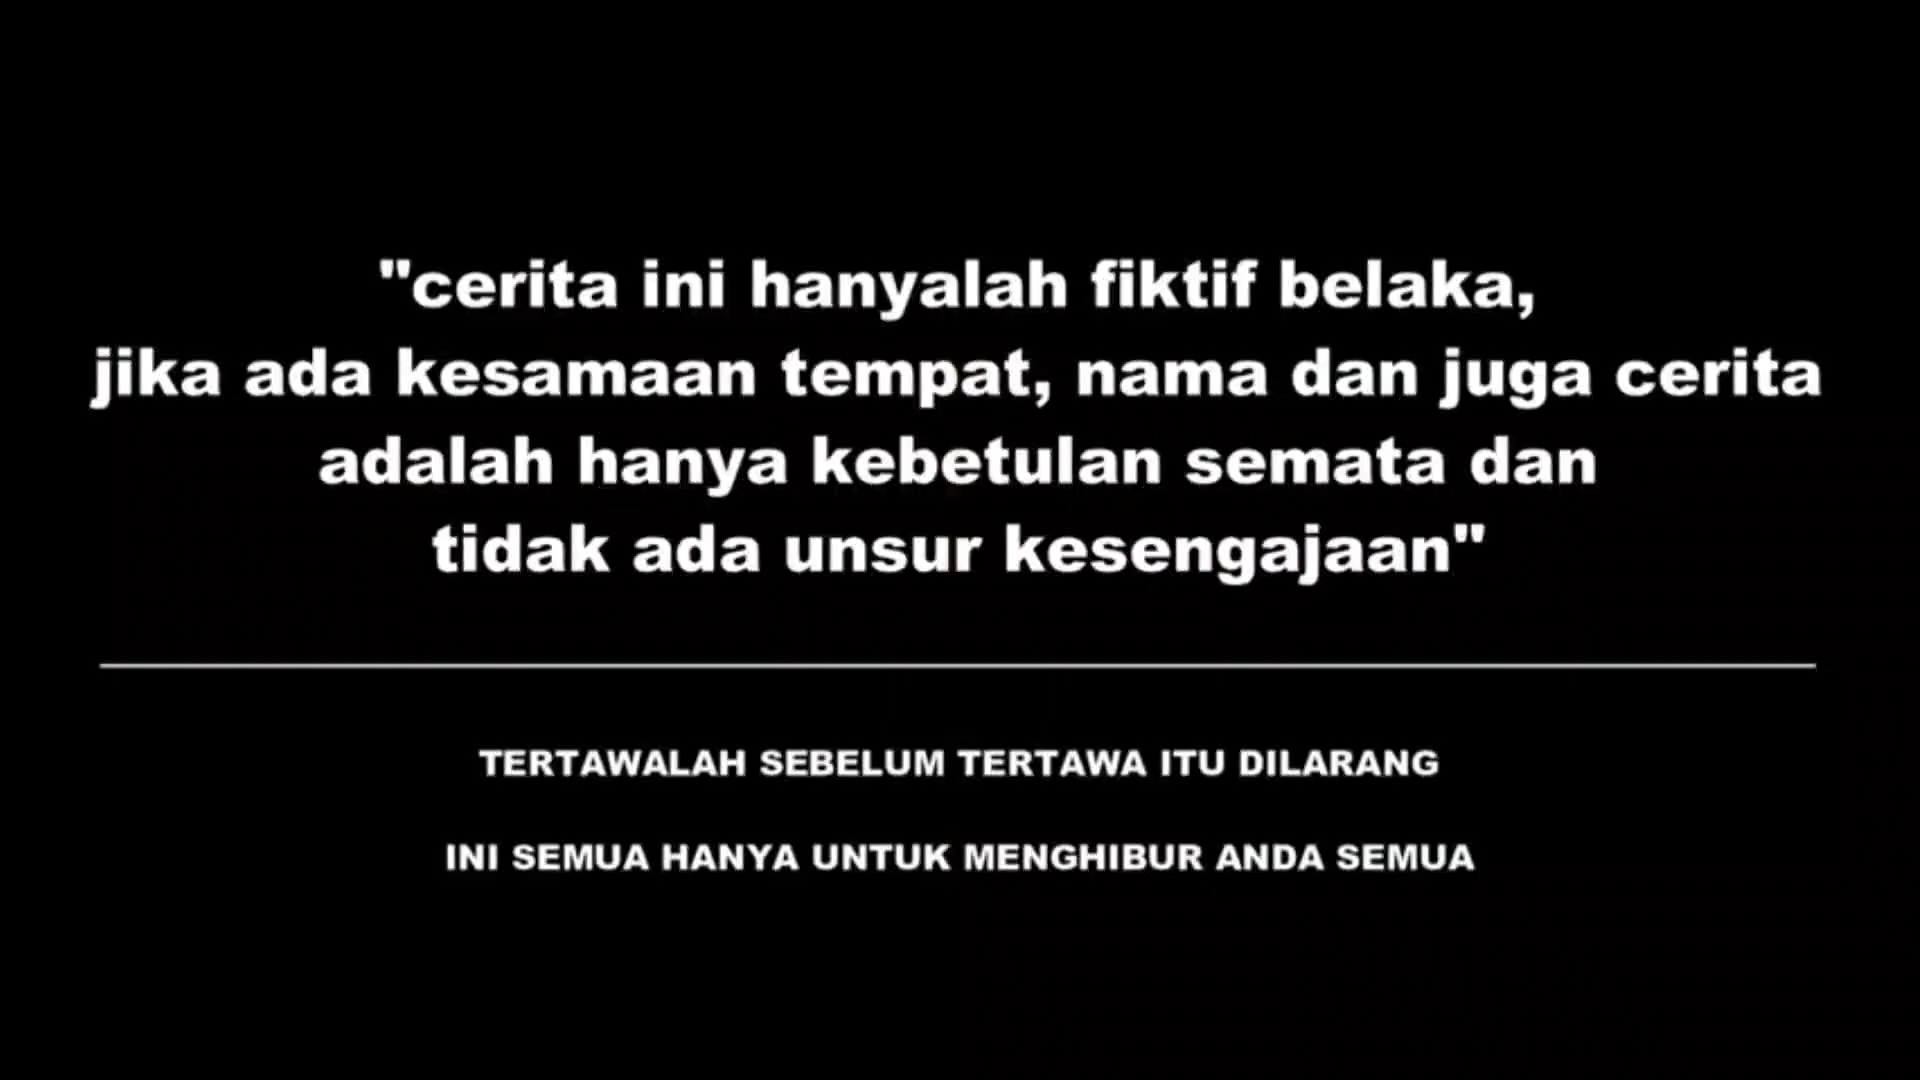 "cerita ini hanyalah fiktif belaka,
jika ada kesamaan tempat, nama dan juga cerita
adalah hanya kebetulan semata dan
tidak ada unsur kesengajaan"
TERTAWALAH SEBELUM TERTAWA ITU DILARANG
INI SEMUA HANYA UNTUK MENGHIBUR ANDA SEMUA